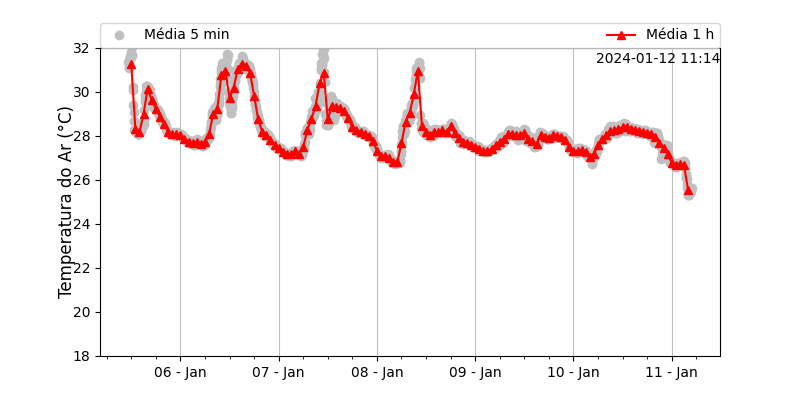 Média 5 min
Média 1 h
2024-01-12 11:14
Temperatura do Ar (°C)
32
30
28
26
24
22
20
18
06 - Jan
07 - Jan
08 - Jan
09 - Jan
10 - Jan
11 - Jan